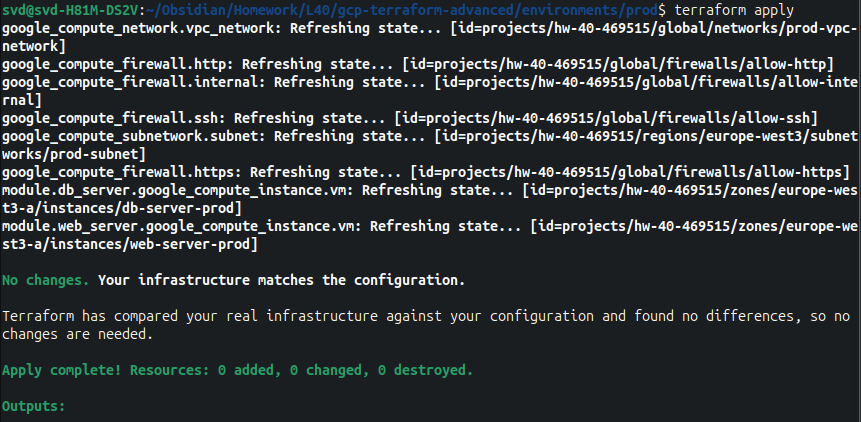 svd@svd-H81M-DS2V:~/Obsidian/Homework/L40/gcp-terraform-advanced/environments/prod$ terraform apply
google_compute_network.vpc_network: Refreshing state... [id=projects/hw-40-469515/global/networks/prod-vpc-
network]
google_compute_firewall.http: Refreshing state... [id=projects/hw-40-469515/global/firewalls/allow-http]
google_compute_firewall.internal: Refreshing state... [id=projects/hw-40-469515/global/firewalls/allow-inte
rnal]
google_compute_firewall.ssh: Refreshing state... [id=projects/hw-40-469515/global/firewalls/allow-ssh]
google_compute_subnetwork.subnet: Refreshing state... [id=projects/hw-40-469515/regions/europe-west3/subnet
works/prod-subnet]
google_compute_firewall.https: Refreshing state... [id=projects/hw-40-469515/global/firewalls/allow-https]
module.db_server.google_compute_instance.vm: Refreshing state... [id=projects/hw-40-469515/zones/europe-wes
t3-a/instances/db-server-prod]
module.web_server.google_compute_instance.vm: Refreshing state... [id=projects/hw-40-469515/zones/europe-we
st3-a/instances/web-server-prod]
No changes. Your infrastructure matches the configuration.
Terraform has compared your real infrastructure against your configuration and found no differences, so no
changes are needed.
Apply complete! Resources: 0 added, 0 changed, 0 destroyed.
Outputs: